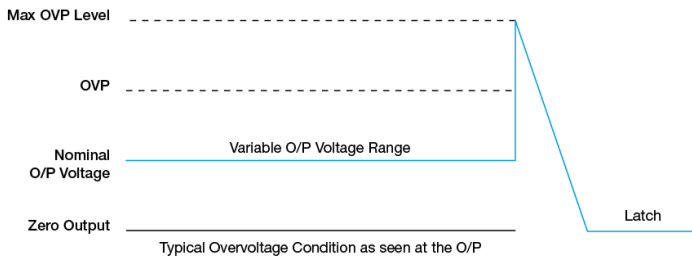 Max OVP Level
OVP
Variable O/P Voltage Range
Nominal
O/P Voltage
Latch
Zero Output
Typical Overvoltage Condition as seen at the O/P